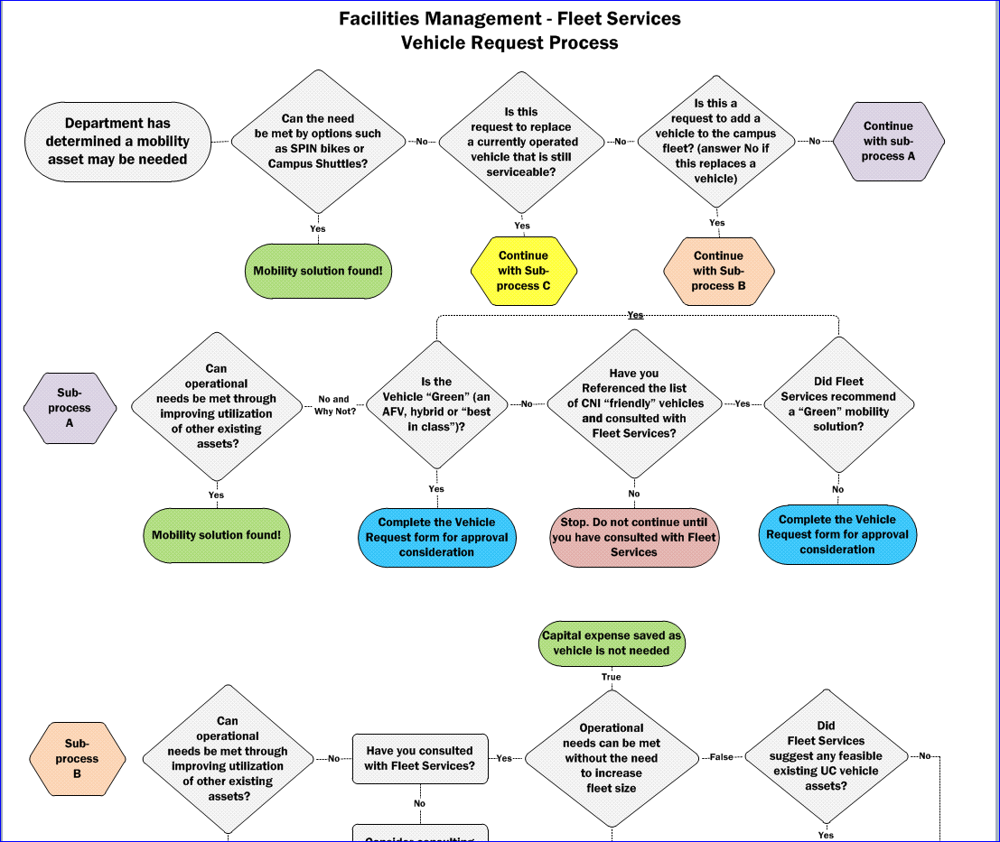 Facilities Management - Fleet Services
Vehicle Request Process
Department has
determined a mobility
asset may be needed
Can the need
be met by options such
as SPIN bikes or
Campus Shuttles?
No
Is this
request to replace
a currently operated
vehicle that is still
serviceable?
No
Is this a
request to add a
vehicle to the campus
fleet? (answer No if
this replaces a
vehicle)
No
Continue
with sub-
process A
Yes
Yes
Yes
Mobility solution found!
Continue
with Sub-
process C
Continue
with Sub-
process B
Yes
Sub-
process
A
Can
operational
needs be met through
improving utilization
of other existing
assets?
No and
Why Not?
Is the
Vehicle “Green” (an
AFV, hybrid or “best
in class”)?
No
Have you
Referenced the list
of CNI “friendly” vehicles
and consulted with
Fleet Services?
Yes
Did Fleet
Services recommend
a “Green” mobility
solution?
Yes
Yes
No
No
Mobility solution found!
Complete the Vehicle
Request form for approval
consideration
Stop. Do not continue until
you have consulted with Fleet
Services
Complete the Vehicle
Request form for approval
consideration
Capital expense saved as
vehicle is not needed
True
Sub-
process
B
Can
operational
needs be met through
improving utilization
of other existing
assets?
No
Have you consulted
with Fleet Services?
Yes
Operational
needs can be met
without the need
to increase
fleet size
False
Did
Fleet Services
suggest any feasible
existing UC vehicle
assets?
No
No
Yes
Consider consulting